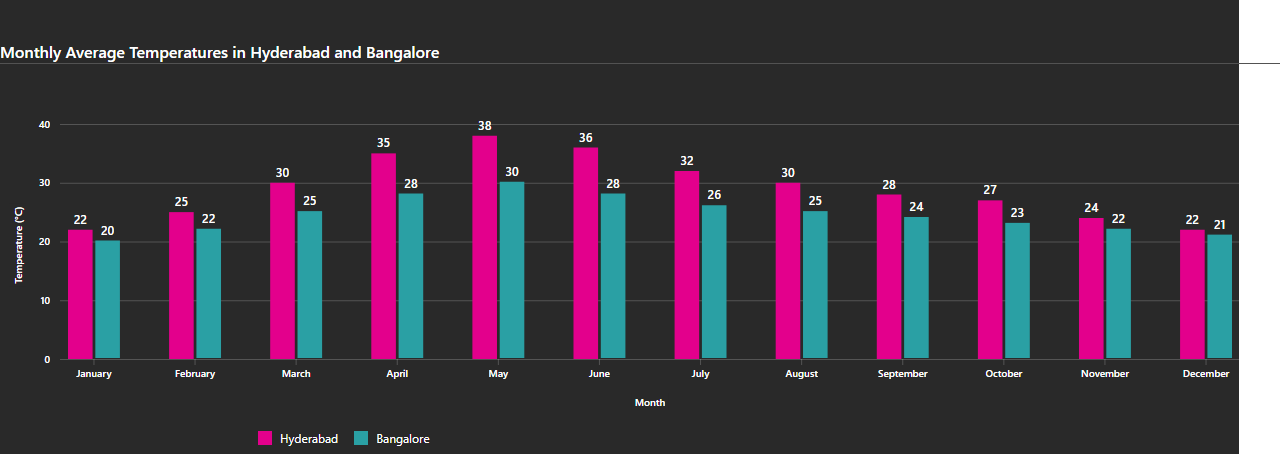 Monthly Average Temperatures in Hyderabad and Bangalore
40
30
20
10
0
Temperature (°C)
22 20 25 22 30 25 35 28 38 30 36 28 32 26 30 25 28 24 27 23 24 22 22 21
January February March April May June July August September October November December
Month
Hyderabad Bangalore